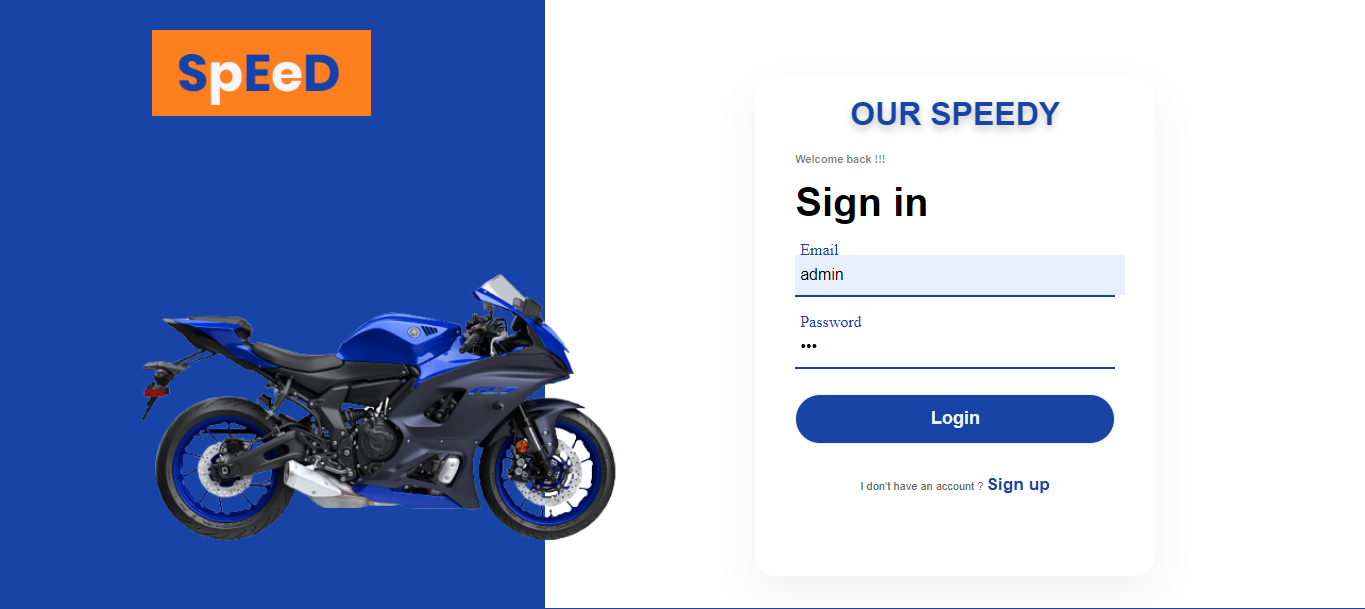 SpEeD
OUR SPEEDY
Welcome back !!!
Sign in
Email
admin
Password
•••
Login
I don't have an account ? Sign up